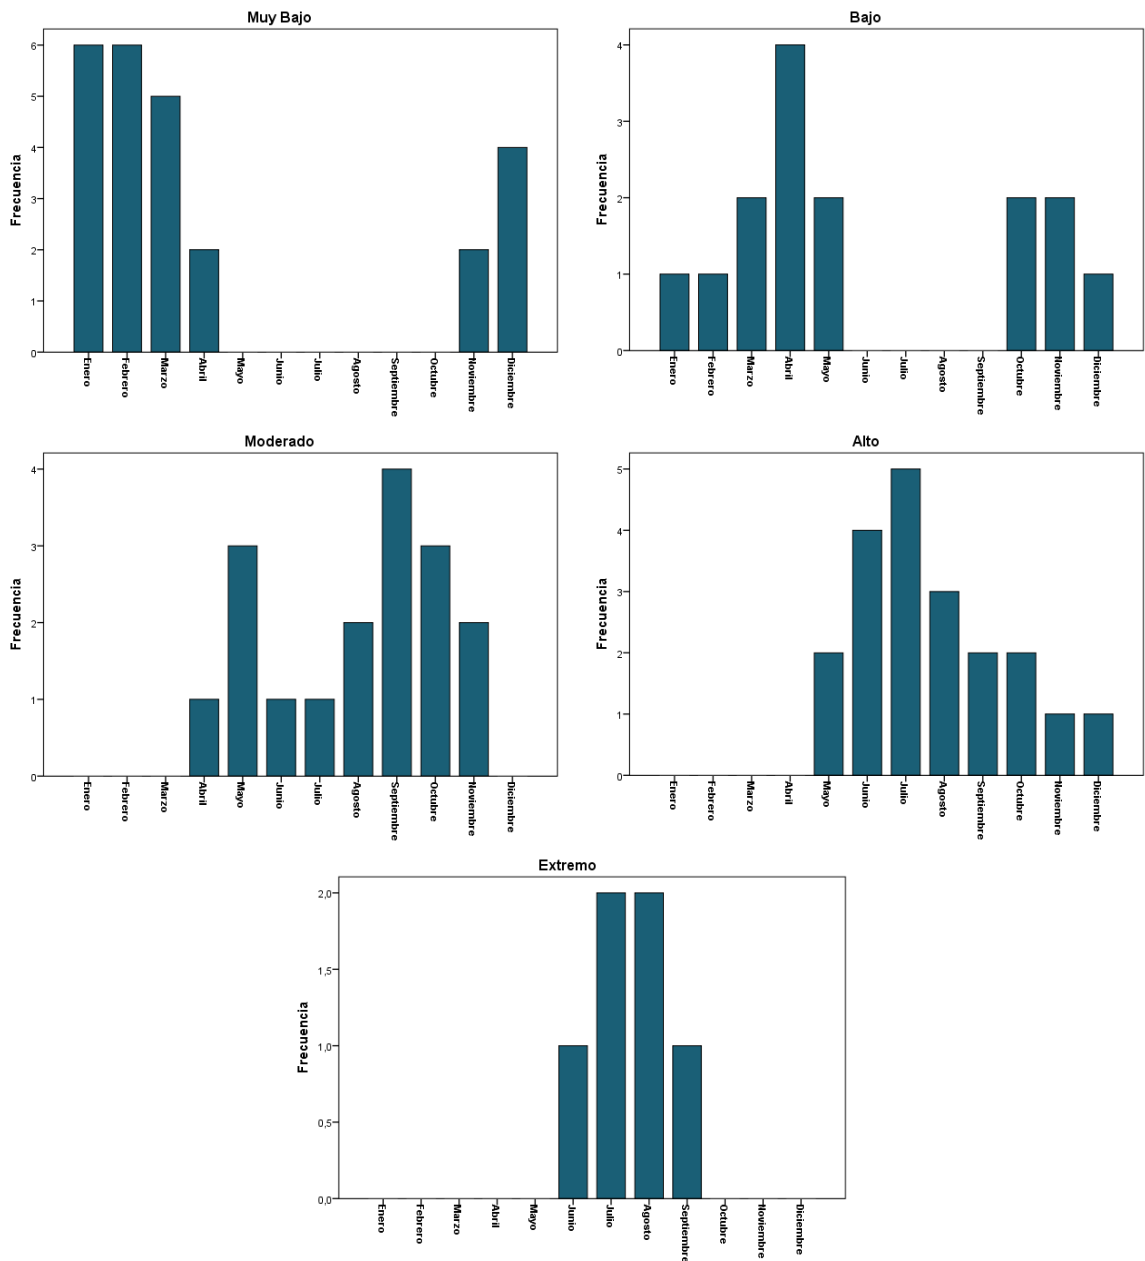 Muy Bajo
Frecuencia
6
5
4
3
2
1
0
Enero
Febrero
Marzo
Abril
Mayo
Junio
Julio
Agosto
Septiembre
Octubre
Noviembre
Diciembre
Bajo
Frecuencia
4
3
2
1
0
Enero
Febrero
Marzo
Abril
Mayo
Junio
Julio
Agosto
Septiembre
Octubre
Noviembre
Diciembre
Moderado
Frecuencia
4
3
2
1
0
Enero
Febrero
Marzo
Abril
Mayo
Junio
Julio
Agosto
Septiembre
Octubre
Noviembre
Diciembre
Alto
Frecuencia
5
4
3
2
1
0
Enero
Febrero
Marzo
Abril
Mayo
Junio
Julio
Agosto
Septiembre
Octubre
Noviembre
Diciembre
Extremo
Frecuencia
2,0
1,5
1,0
0,5
0,0
Enero
Febrero
Marzo
Abril
Mayo
Junio
Julio
Agosto
Septiembre
Octubre
Noviembre
Diciembre